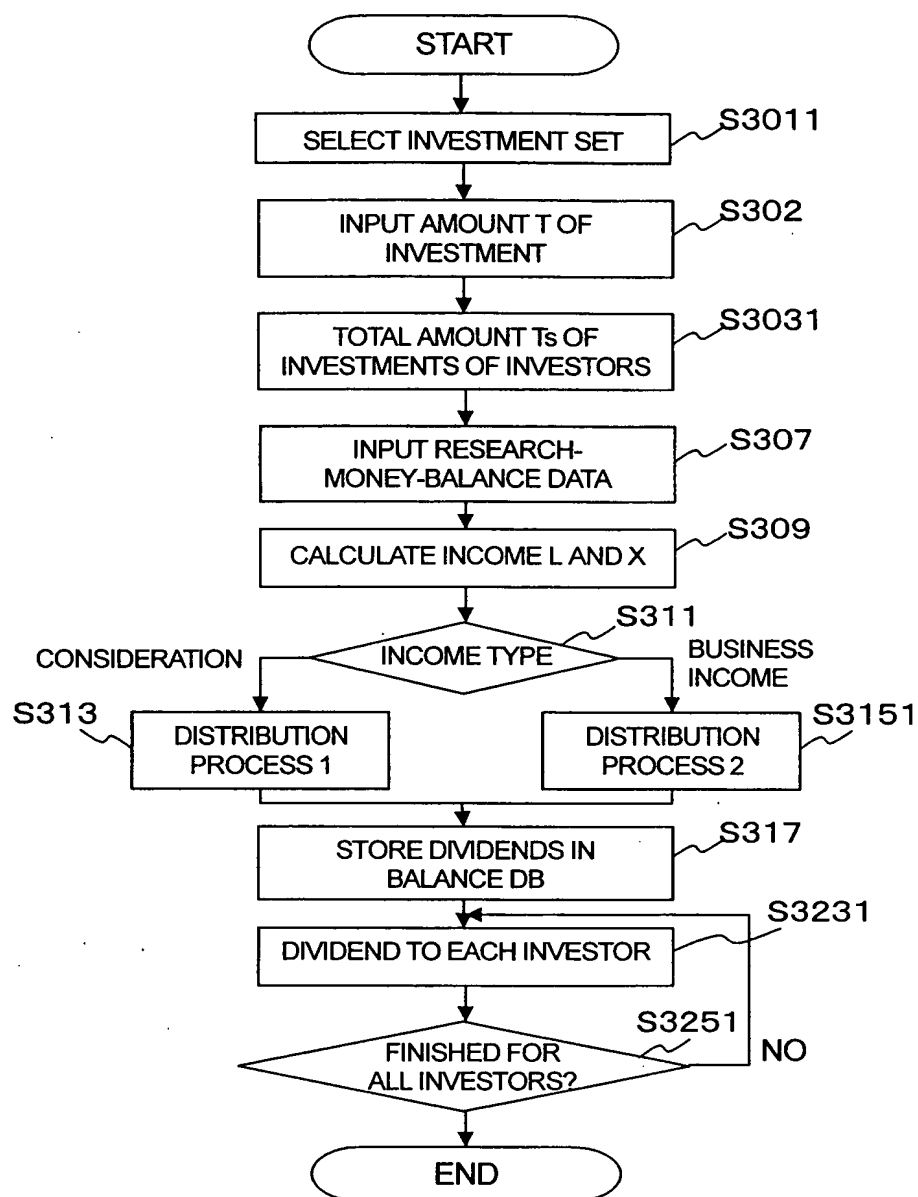 START
S3011
SELECT INVESTMENT SET
S302
INPUT AMOUNT T OF
INVESTMENT
S3031
TOTAL AMOUNT Ts OF
INVESTMENTS OF INVESTORS
S307
INPUT RESEARCH-
MONEY-BALANCE DATA
S309
CALCULATE INCOME L AND X
S311
INCOME TYPE
CONSIDERATION
BUSINESS
INCOME
S313
DISTRIBUTION
PROCESS 1
S3151
DISTRIBUTION
PROCESS 2
S317
STORE DIVIDENDS IN
BALANCE DB
S3231
DIVIDEND TO EACH INVESTOR
S3251
FINISHED FOR
ALL INVESTORS?
NO
END